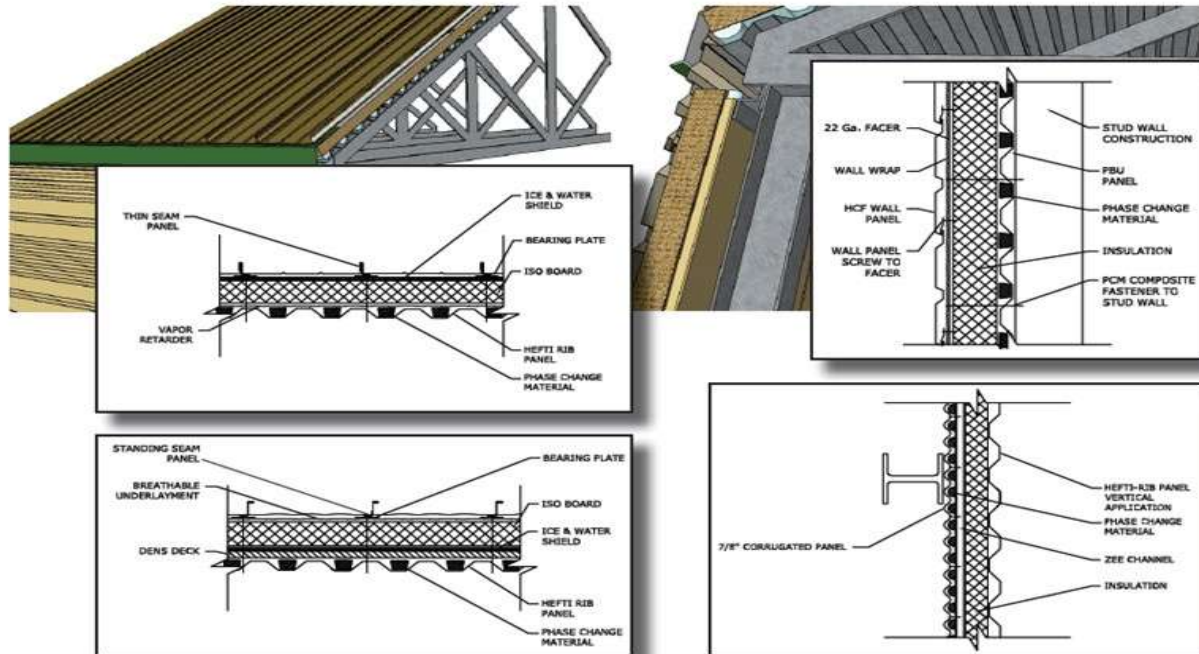 THIN SEAM
PANEL
ICE & WATER
SHIELD
BEARING PLATE
ISO BOARD
VAPOR
RETARDER
HEFTI RIB
PANEL
PHASE CHANGE
MATERIAL
STANDING SEAM
PANEL
BREATHABLE
UNDERLAYMENT
DENS DECK
BEARING PLATE
ISO BOARD
ICE & WATER
SHIELD
HEFTI RIB
PANEL
PHASE CHANGE
MATERIAL
22 Ga. FACER
WALL WRAP
HCF WALL
PANEL
WALL PANEL
SCREW TO
FACER
STUD WALL
CONSTRUCTION
PBU
PANEL
PHASE CHANGE
MATERIAL
INSULATION
PCM COMPOSITE
FASTENER TO
STUD WALL
7/8" CORRUGATED PANEL
HEFTI-RIB PANEL
VERTICAL
APPLICATION
PHASE CHANGE
MATERIAL
ZEE CHANNEL
INSULATION